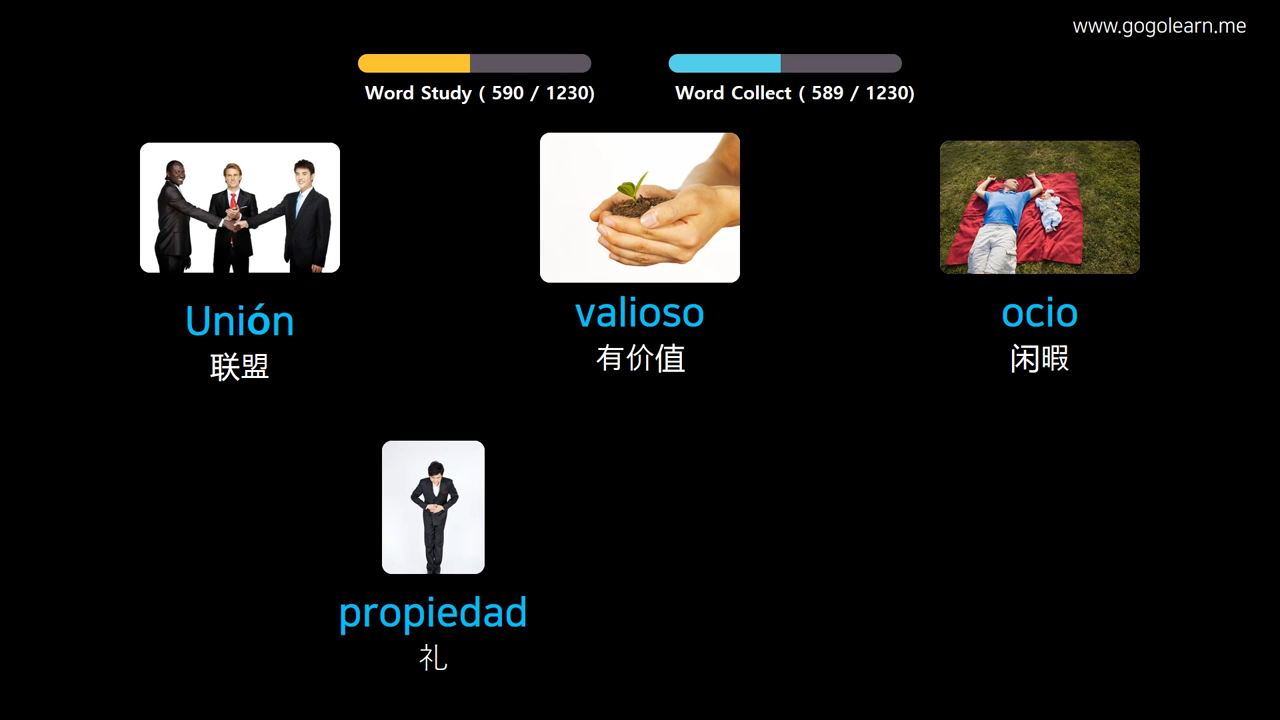 www.gogolearn.me
Word Study ( 590 / 1230)
Word Collect ( 589 / 1230)
Unión
联盟
valioso
有价值
ocio
闲暇
propiedad
礼